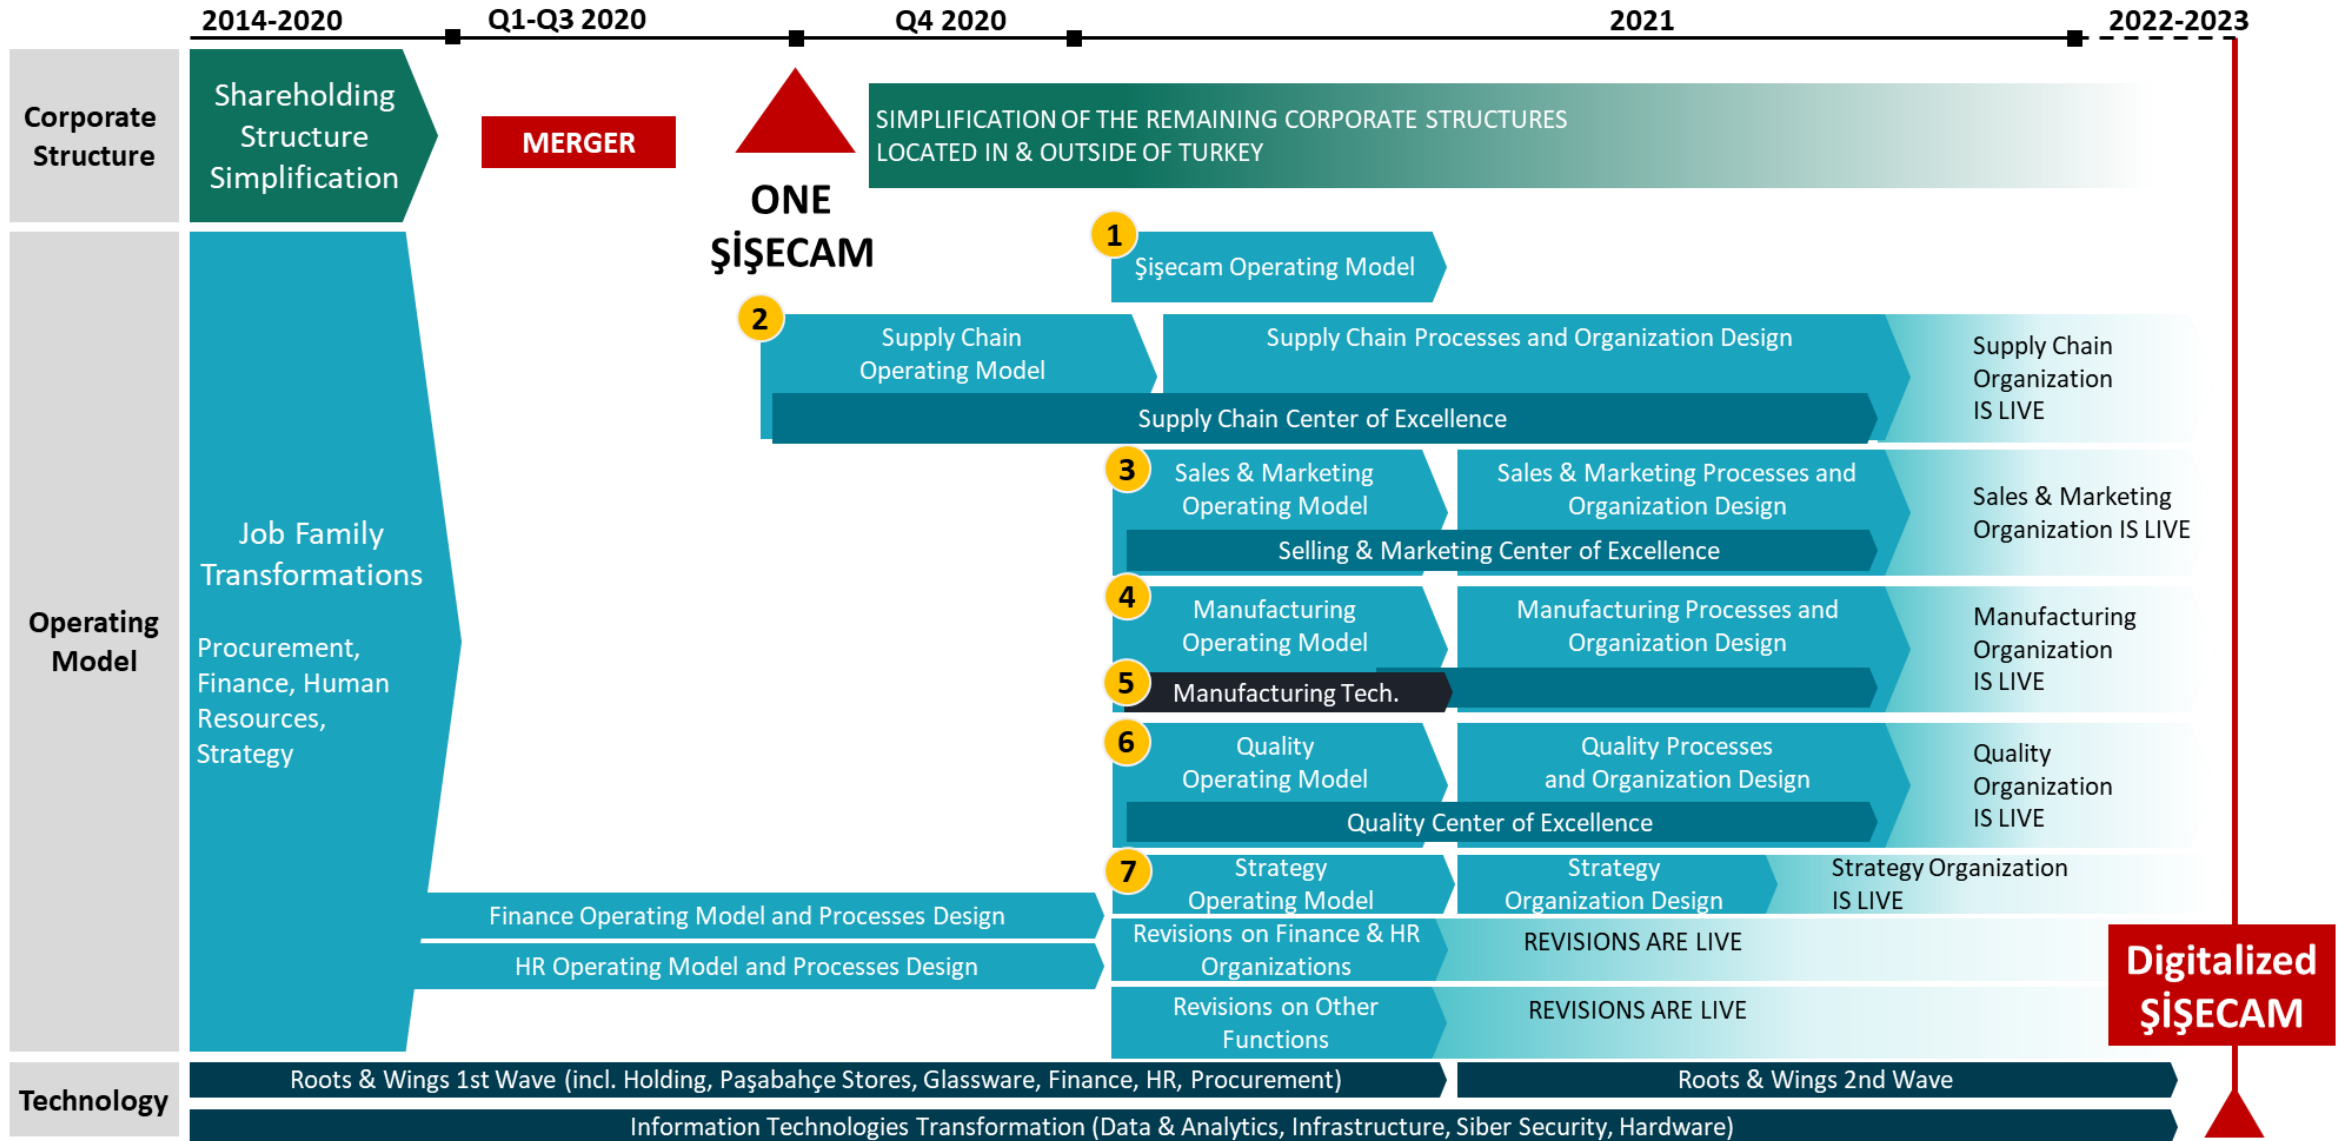 2014-2020
Q1-Q3 2020
Q4 2020
2021
2022-2023
Corporate
Structure
Shareholding
Structure
Simplification
MERGER
ONE
ŞİŞECAM
SIMPLIFICATION OF THE REMAINING CORPORATE STRUCTURES
LOCATED IN & OUTSIDE OF TURKEY
Operating
Model
Job Family
Transformations
Procurement,
Finance, Human
Resources,
Strategy
1
Şişecam Operating Model
2
Supply Chain
Operating Model
Supply Chain Processes and Organization Design
Supply Chain Center of Excellence
Supply Chain
Organization
IS LIVE
3
Sales & Marketing
Operating Model
Sales & Marketing Processes and
Organization Design
Selling & Marketing Center of Excellence
Sales & Marketing
Organization IS LIVE
4
Manufacturing
Operating Model
Manufacturing Processes and
Organization Design
5
Manufacturing Tech.
Manufacturing
Organization
IS LIVE
6
Quality
Operating Model
Quality Processes
and Organization Design
Quality Center of Excellence
Quality
Organization
IS LIVE
7
Strategy
Operating Model
Strategy
Organization Design
Strategy Organization
IS LIVE
Finance Operating Model and Processes Design
HR Operating Model and Processes Design
Revisions on Finance & HR
Organizations
REVISIONS ARE LIVE
Revisions on Other
Functions
REVISIONS ARE LIVE
Digitalized
ŞİŞECAM
Technology
Roots & Wings 1st Wave (incl. Holding, Paşabahçe Stores, Glassware, Finance, HR, Procurement)
Roots & Wings 2nd Wave
Information Technologies Transformation (Data & Analytics, Infrastructure, Siber Security, Hardware)